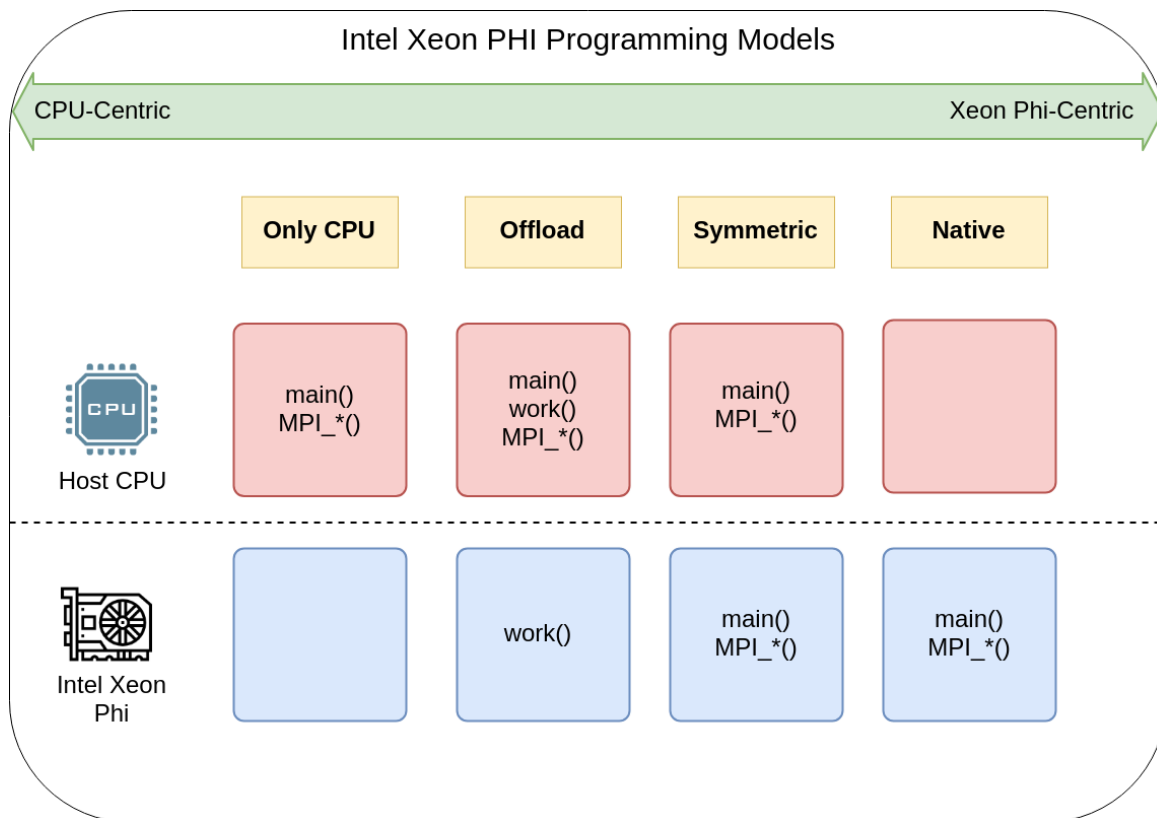 Intel Xeon PHI Programming Models
CPU-Centric
Xeon Phi-Centric
Only CPU
Offload
Symmetric
Native
CPU
Host CPU
main()
MPI_*()
main()
work()
MPI_*()
main()
MPI_*()
Intel Xeon
Phi
work()
main()
MPI_*()
main()
MPI_*()